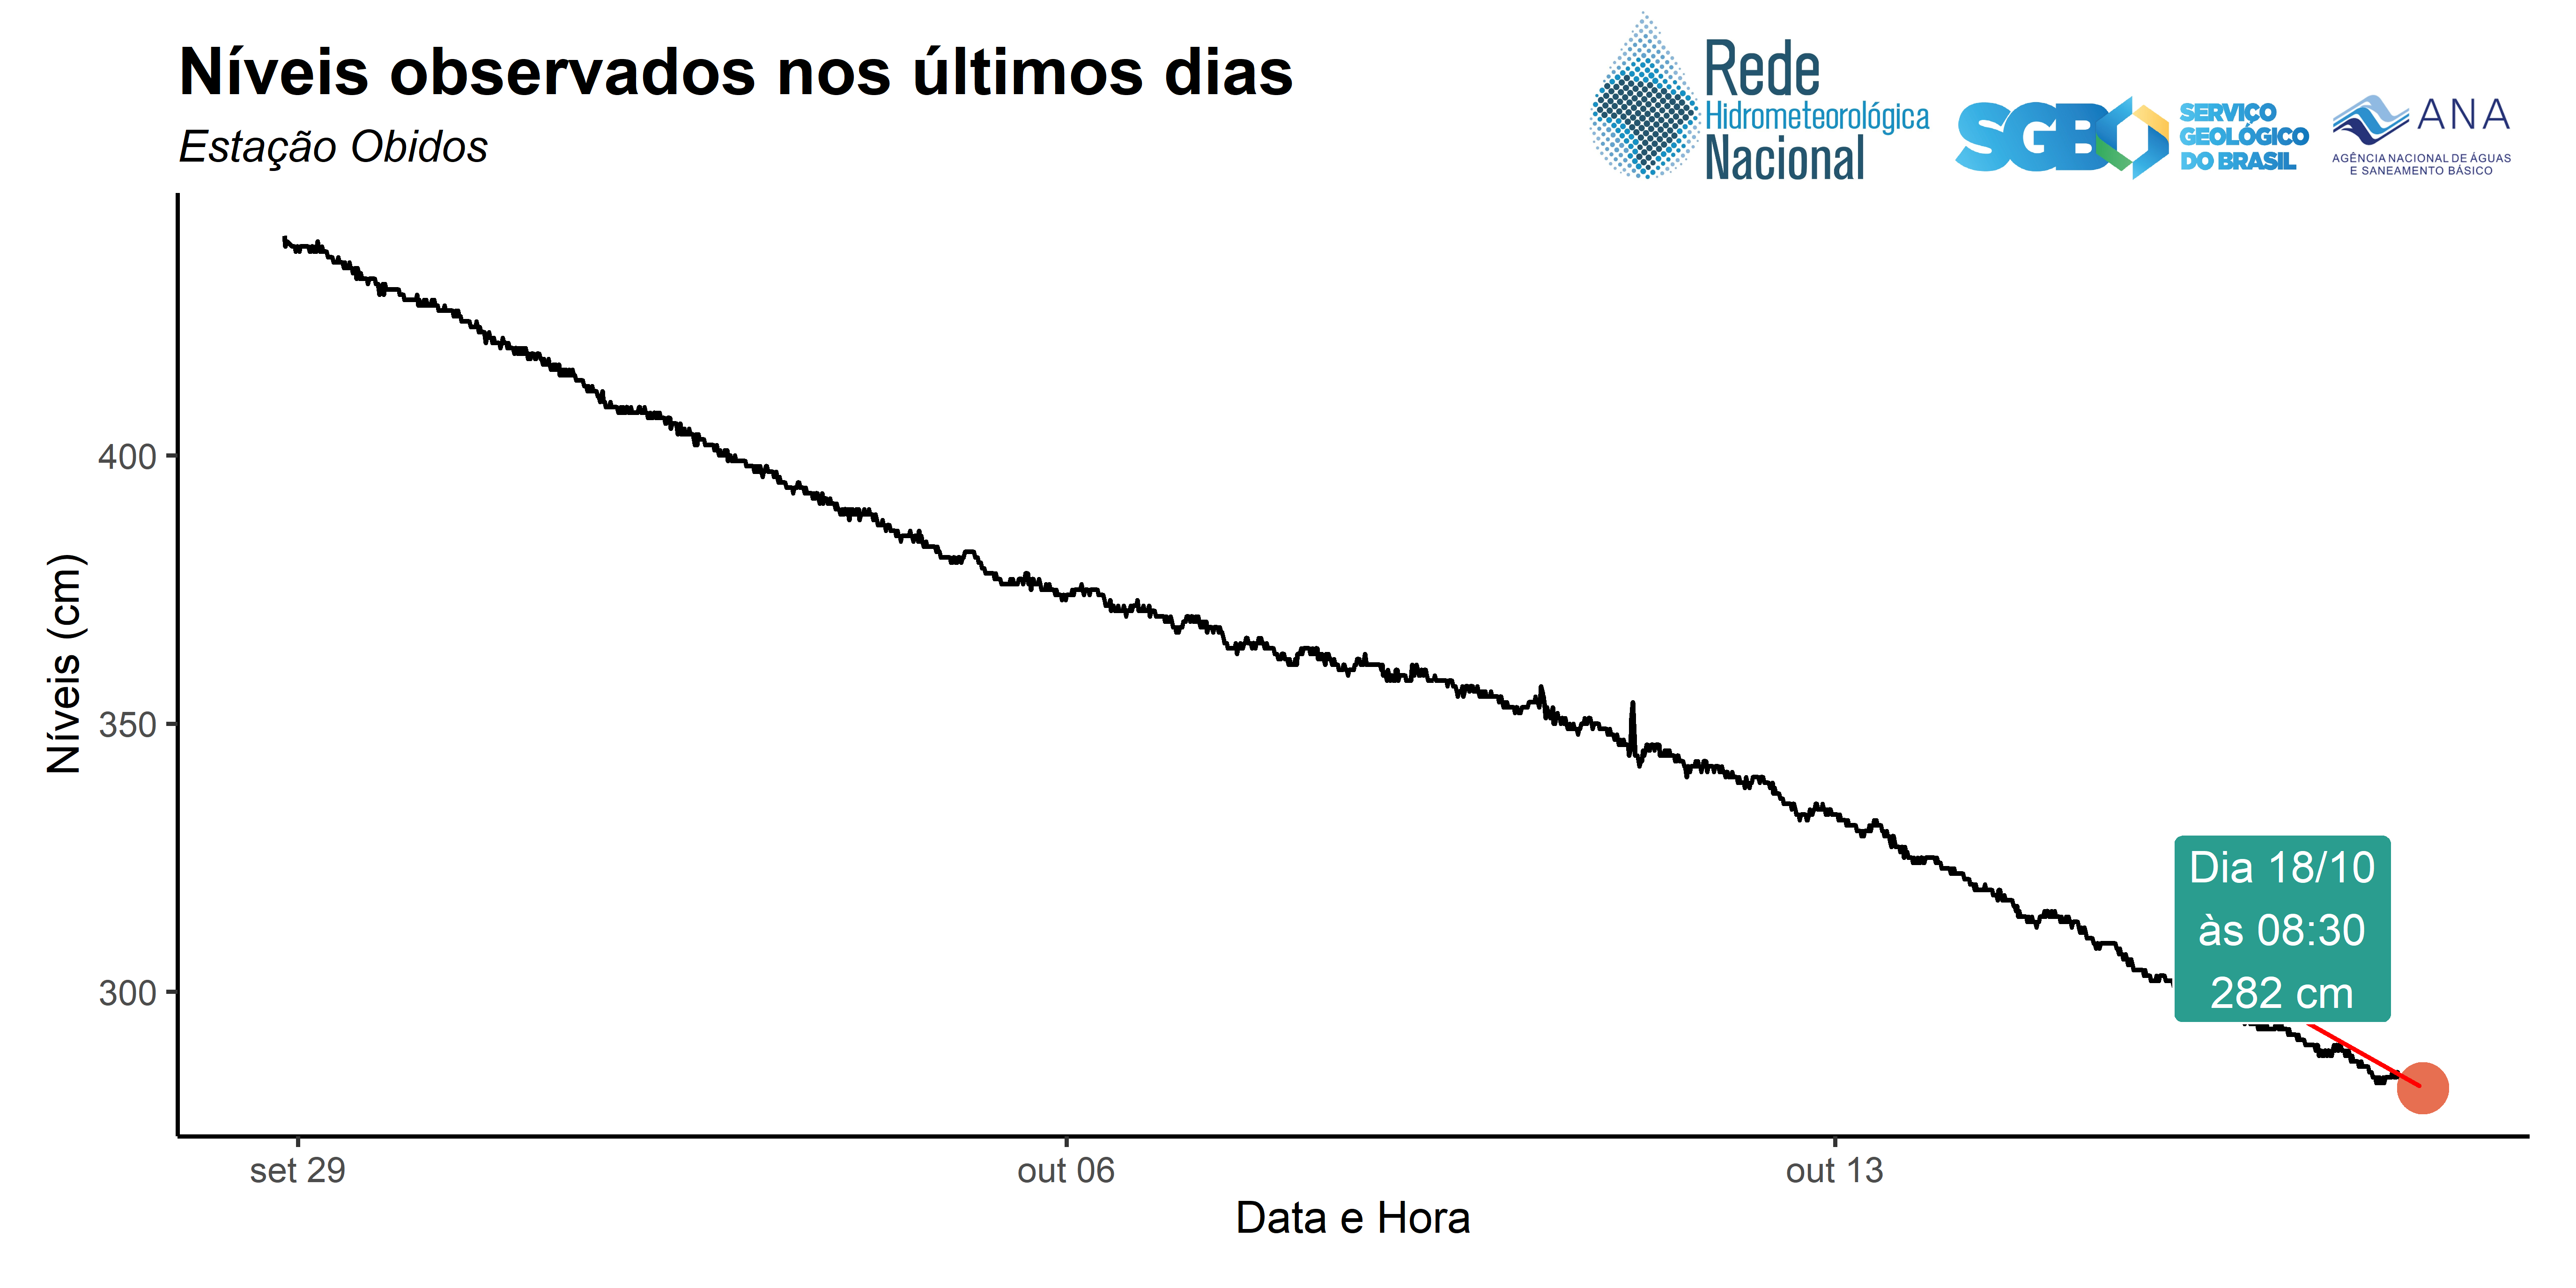 Níveis observados nos últimos dias
Estação Obidos
Rede
Hidrometeorológica
Nacional
SGB
SERVIÇO
GEOLÓGICO
DO BRASIL
ANA
AGÊNCIA NACIONAL DE ÁGUAS
E SANEAMENTO BÁSICO
Níveis (cm)
400
350
300
Dia 18/10
às 08:30
282 cm
set 29
out 06
out 13
Data e Hora